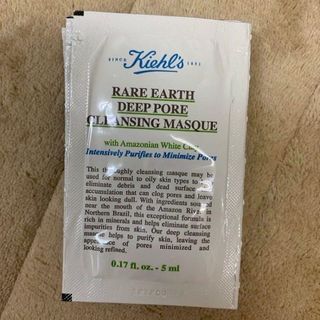 SINCE Kiehl's 1851
RARE EARTH
DEEP PORE
CLEANSING MASQUE
with Amazonian White Clay
Intensively Purifies to Minimize Pores
This thoroughly cleansing masque may be
used for normal to oily skin types to
eliminate debris and dead surface
accumulation that can clog pores and leave
skin looking dull. With ingredients
near the mouth of the Amazon River in
Northern Brazil, this exceptional formula is
rich in minerals and helps eliminate surface
impurities from skin. Our deep cleansing
masque helps to purify skin, leaving the
appearance of pores minimized and
looking refined.
0.17 fl. oz. - 5 ml